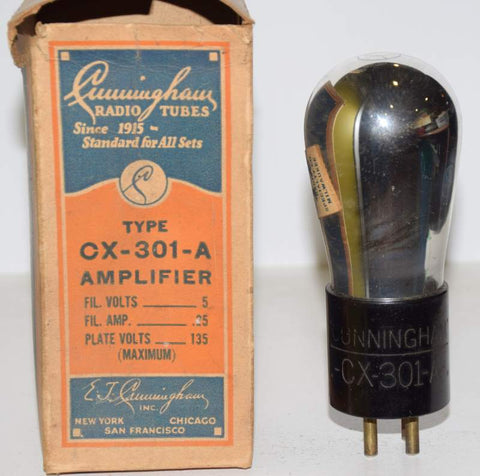 Cunningham
RADIO TUBES
Since 1915 -
Standard for All Sets
C
TYPE
CX-301-A
AMPLIFIER
FIL. VOLTS 5
FIL. AMP. .25
PLATE VOLTS 135
(MAXIMUM)
E.T. Cunningham
INC.
NEW YORK CHICAGO
SAN FRANCISCO
CUNNINGHAM
-CX-301-A